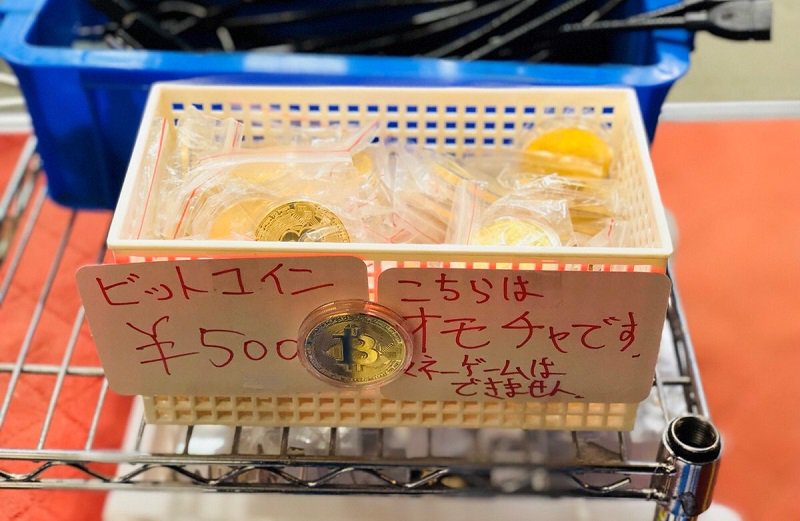 ビットコイン
¥500
こちらは
オモチャです.
マネーゲームは
できません.